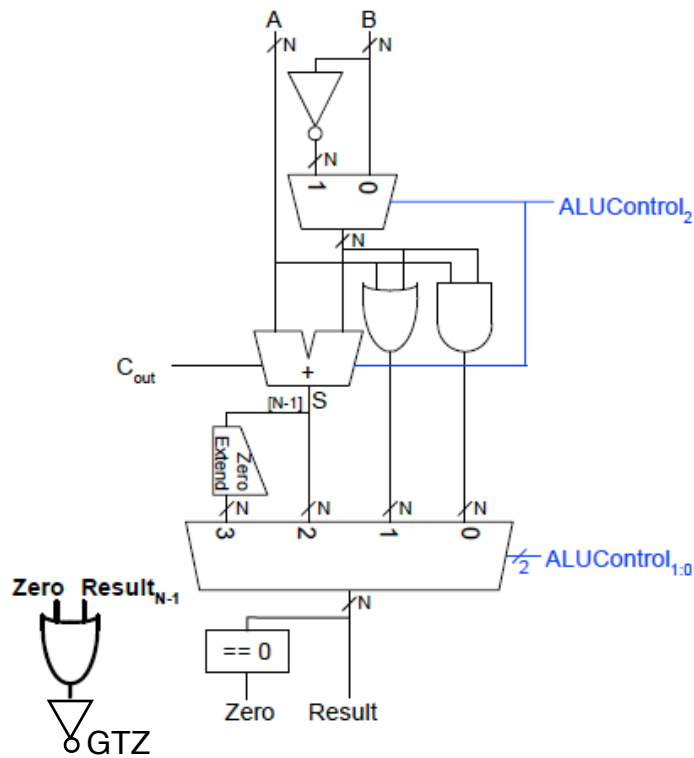 A B
N N
N
1 0
ALUControl2
N
Cout
+
[N-1] S
Zero
Extend
N N N N
3 2 1 0
2 ALUControl1:0
Zero ResultN-1
N
== 0
Zero Result
GTZ